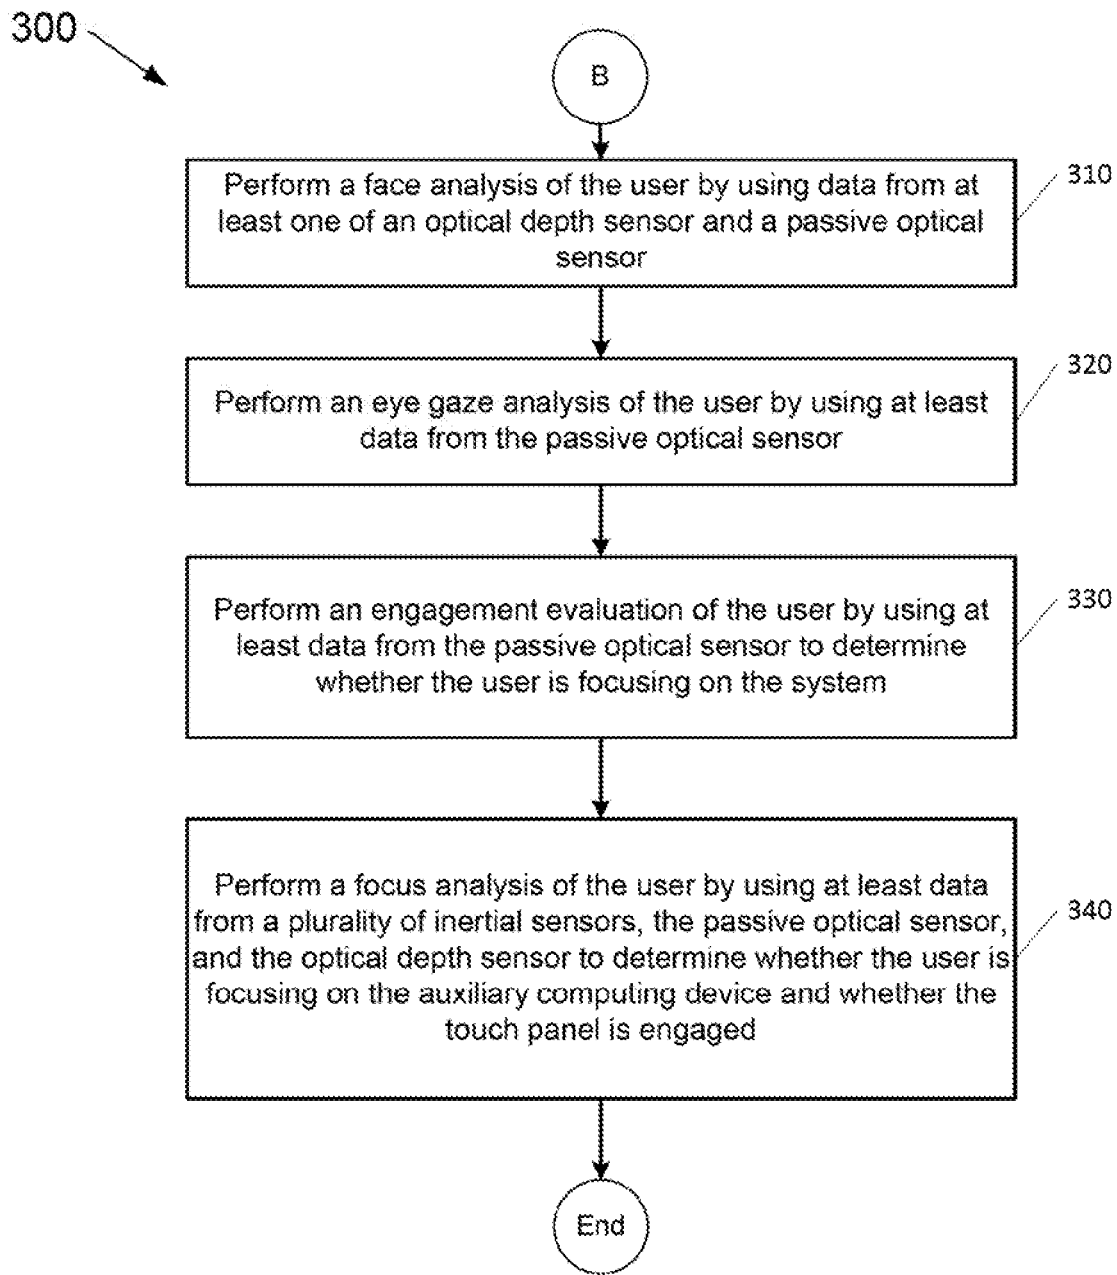 300
B
Perform a face analysis of the user by using data from at
least one of an optical depth sensor and a passive optical
sensor
310
Perform an eye gaze analysis of the user by using at least
data from the passive optical sensor
320
Perform an engagement evaluation of the user by using at
least data from the passive optical sensor to determine
whether the user is focusing on the system
330
Perform a focus analysis of the user by using at least data
from a plurality of inertial sensors, the passive optical sensor,
and the optical depth sensor to determine whether the user is
focusing on the auxiliary computing device and whether the
touch panel is engaged
340
End